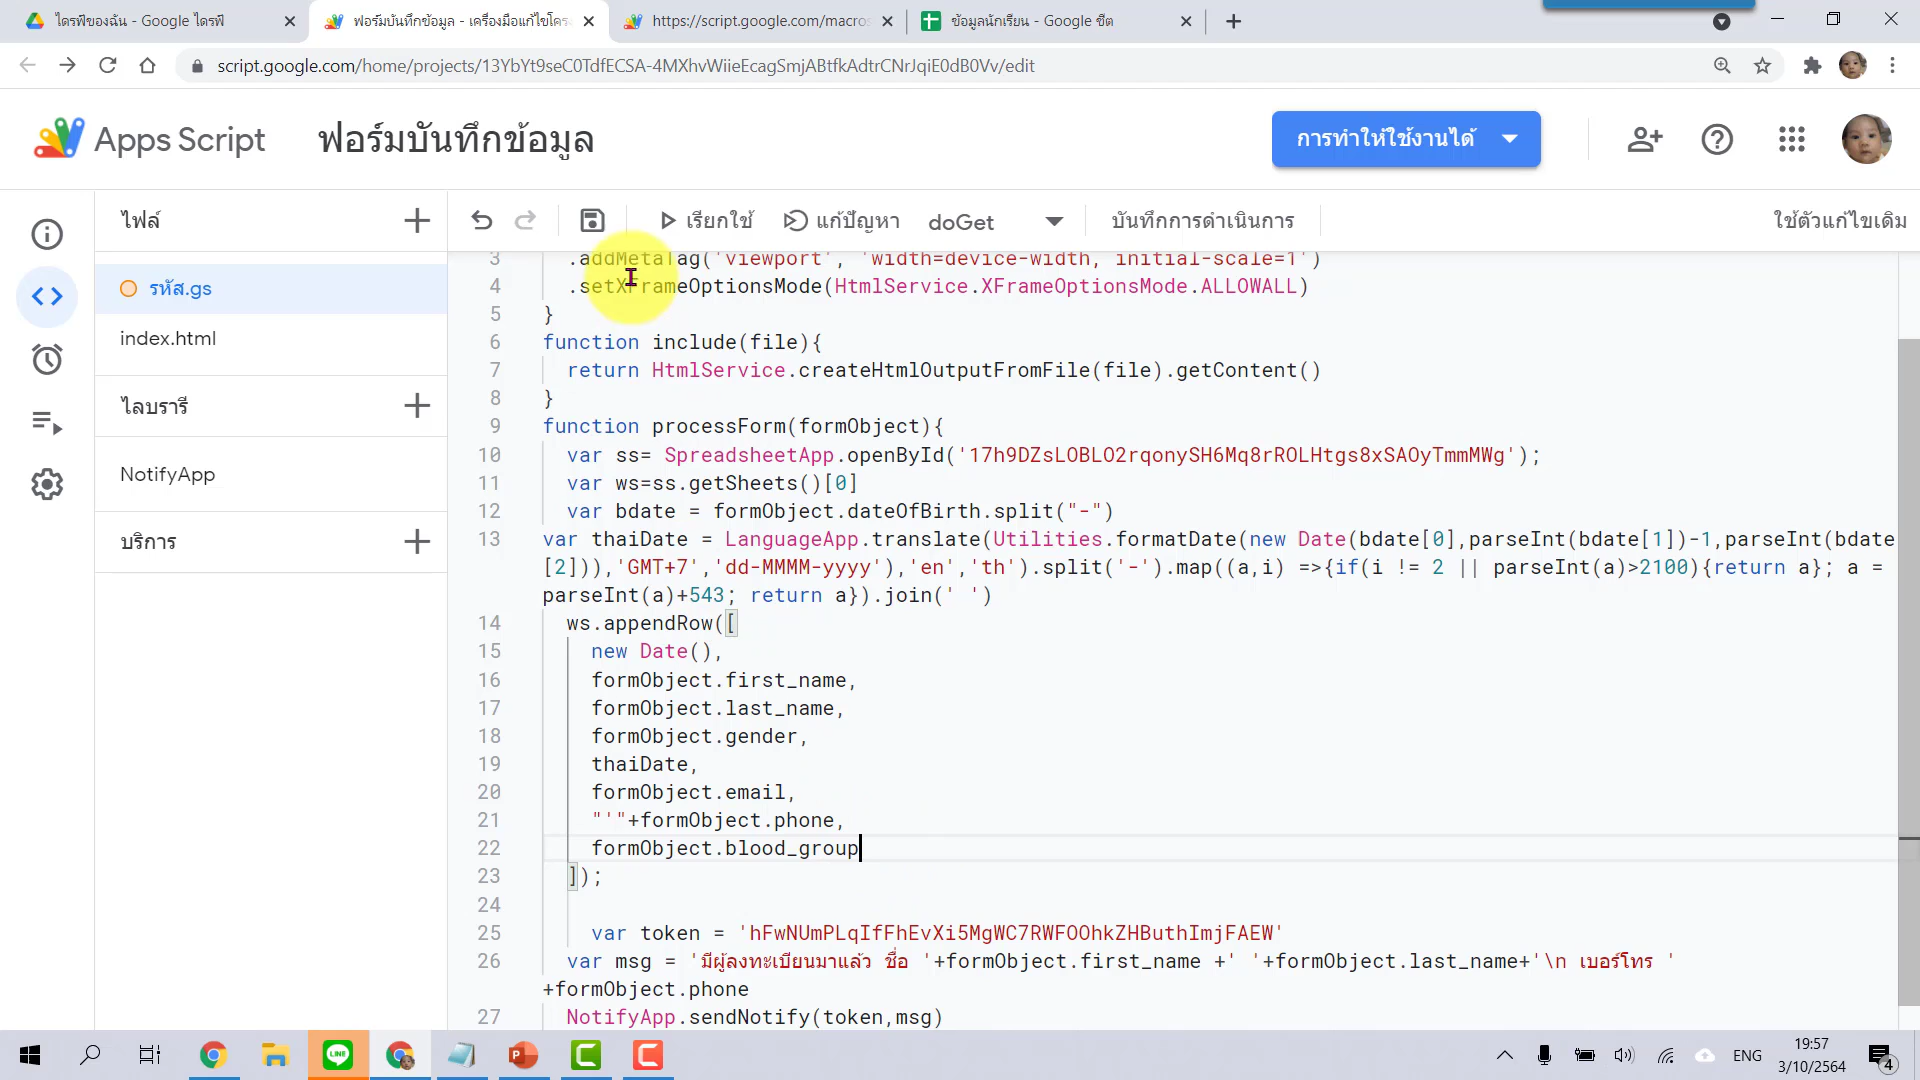 ไดรฟ์ของฉัน - Google ไดรฟ์
ฟอร์มบันทึกข้อมูล - เครื่องมือแก้ไขโคร
https://script.google.com/macros
ข้อมูลนักเรียน - Google ชีต
script.google.com/home/projects/13YbYt9seC0TdfECSA-4MXhvWiieEcagSmjABtfkAdtrCNrJqiE0dB0Vv/edit
Apps Script
ฟอร์มบันทึกข้อมูล
การทำให้ใช้งานได้
ไฟล์
เรียกใช้
แก้ปัญหา
doGet
บันทึกการดำเนินการ
ใช้ตัวแก้ไขเดิม
รหัส.gs
index.html
ไลบรารี
NotifyApp
บริการ
3 .addMetaTag('viewport', 'width=device-width, initial-scale=1')
4 .setXFrameOptionsMode(HtmlService.XFrameOptionsMode.ALLOWALL)
5 }
6 function include(file){
7 return HtmlService.createHtmlOutputFromFile(file).getContent()
8 }
9 function processForm(formObject){
10 var ss= SpreadsheetApp.openById('17h9DZsLOBLO2rqonySH6Mq8rROLHtgs8xSAOyTmmMWg');
11 var ws=ss.getSheets()[0]
12 var bdate = formObject.dateOfBirth.split("-")
13 var thaiDate = LanguageApp.translate(Utilities.formatDate(new Date(bdate[0],parseInt(bdate[1])-1,parseInt(bdate
[2])),'GMT+7','dd-MMMM-yyyy'),'en','th').split('-').map((a,i) =>{if(i != 2 || parseInt(a)>2100){return a}; a =
parseInt(a)+543; return a}).join(' ')
14 ws.appendRow([
15 new Date(),
16 formObject.first_name,
17 formObject.last_name,
18 formObject.gender,
19 thaiDate,
20 formObject.email,
21 "'"+formObject.phone,
22 formObject.blood_group
23 ]);
24
25 var token = 'hFwNUmPLqIfFhEvXi5MgWC7RWFOOhkZHButhImjFAEW'
26 var msg = 'มีผู้ลงทะเบียนมาแล้ว ชื่อ '+formObject.first_name +' '+formObject.last_name+'\n เบอร์โทร '
+formObject.phone
27 NotifyApp.sendNotify(token,msg)
LINE
ENG
19:57
3/10/2564
4